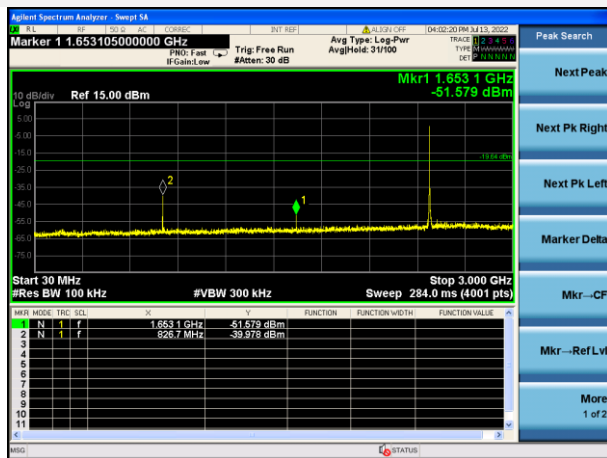 Agilent Spectrum Analyzer - Swept SA
RL RF 50 Ω AC CORREC INT REF ALIGN OFF 04:02:20 PM Jul 13, 2022
Marker 1 1.653105000000 GHz
PNO: Fast
IFGain:Low
Trig: Free Run
#Atten: 30 dB
Avg Type: Log-Pwr
Avg|Hold: 31/100
TRACE 1 2 3 4 5 6
TYPE M
DET P N N N N N
Mkr1 1.653 1 GHz
-51.579 dBm
10 dB/div Ref 15.00 dBm
Log
5.00
-5.00
-15.0
-19.64 dBm
-25.0
-35.0
-45.0
-55.0
-65.0
-75.0
2
1
Start 30 MHz Stop 3.000 GHz
#Res BW 100 kHz #VBW 300 kHz Sweep 284.0 ms (4001 pts)
MKR MODE TRC SCL X Y FUNCTION FUNCTION WIDTH FUNCTION VALUE
1 N 1 f 1.653 1 GHz -51.579 dBm
2 N 1 f 826.7 MHz -39.978 dBm
3
4
5
6
7
8
9
10
11
MSG STATUS
Peak Search
Next Peak
Next Pk Right
Next Pk Left
Marker Delta
Mkr→CF
Mkr→Ref Lvl
More
1 of 2